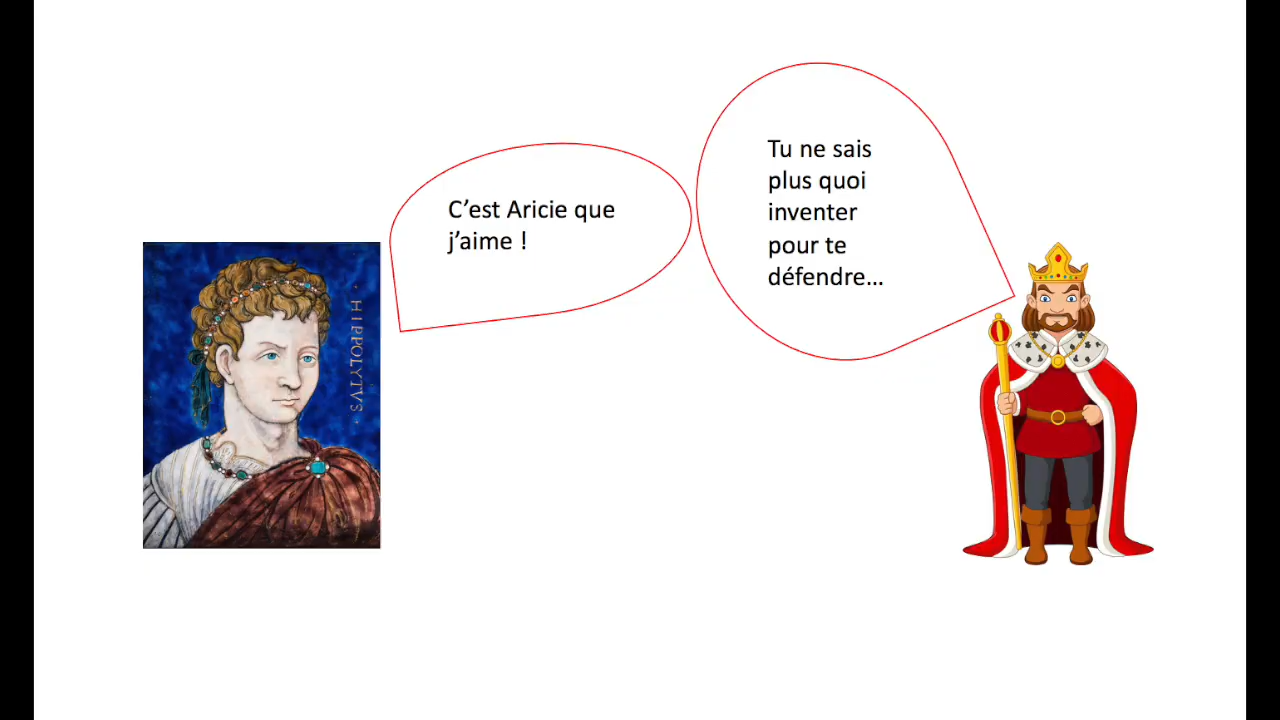 C’est Aricie que
j’aime !
Tu ne sais
plus quoi
inventer
pour te
défendre…
HIPPOLYTVS